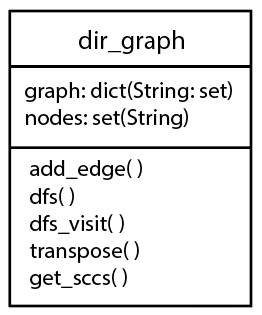 dir_graph
graph: dict(String: set)
nodes: set(String)
add_edge( )
dfs( )
dfs_visit( )
transpose( )
get_sccs( )